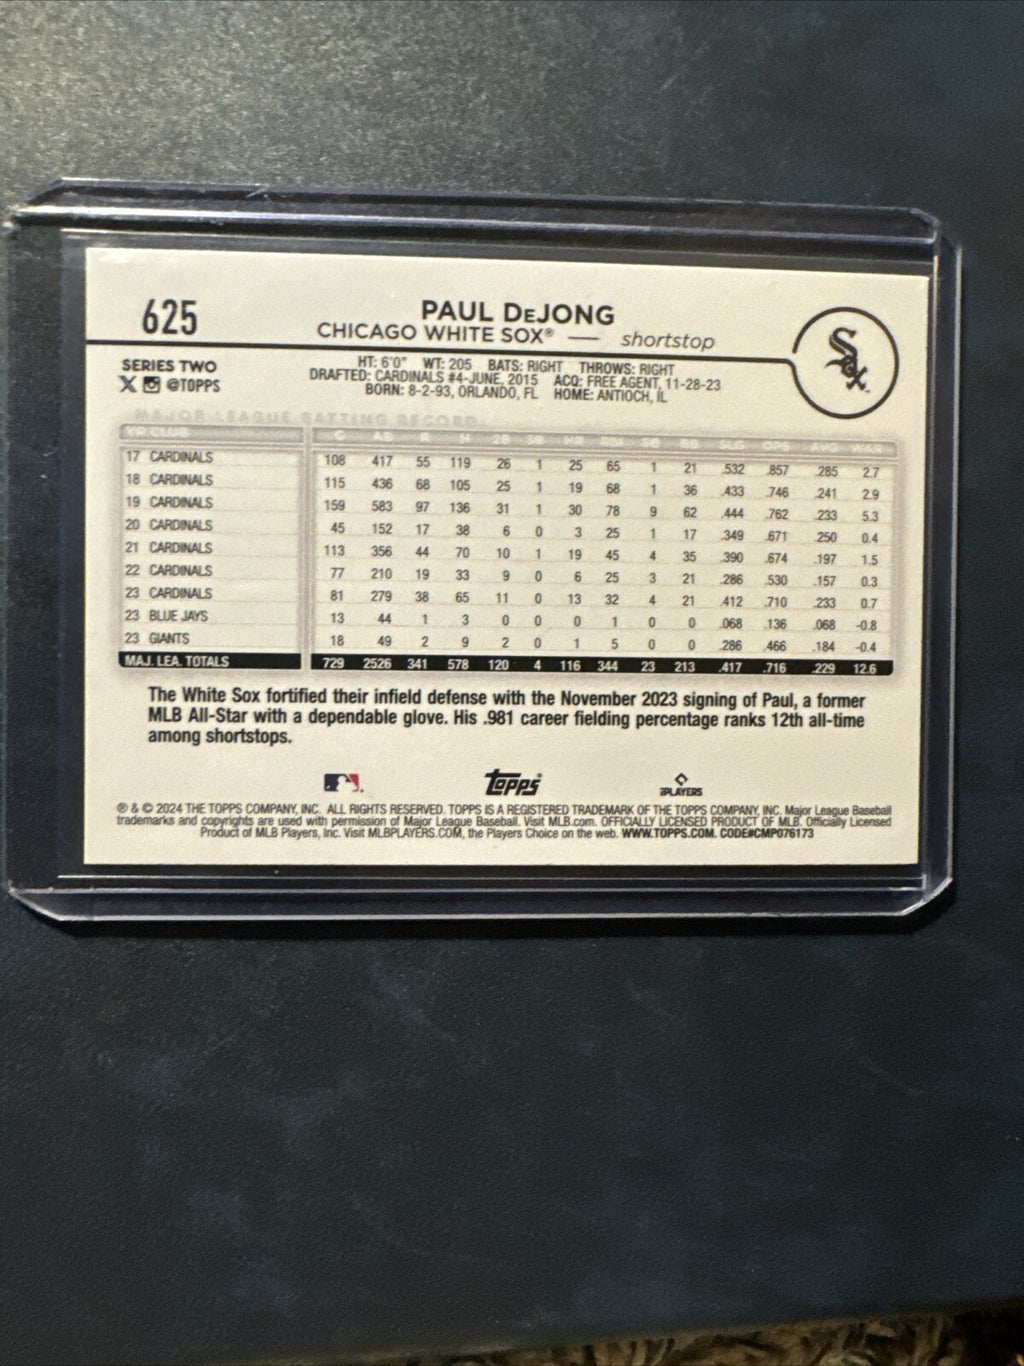 625
PAUL DeJONG
CHICAGO WHITE SOX® — shortstop
SERIES TWO
@TOPPS
HT: 6'0" WT: 205 BATS: RIGHT THROWS: RIGHT
DRAFTED: CARDINALS #4-JUNE, 2015 ACQ: FREE AGENT, 11-28-23
BORN: 8-2-93, ORLANDO, FL HOME: ANTIOCH, IL
Sox
MAJOR LEAGUE BATTING RECORD
YR CLUB G AB R H 2B HR RBI SB SLG OPS AVG
17 CARDINALS 108 417 55 119 26 1 25 65 1 21 .532 .857 .285 2.7
18 CARDINALS 115 436 68 105 25 1 19 68 1 36 .433 .746 .241 2.9
19 CARDINALS 159 583 97 136 31 1 30 78 9 62 .444 .762 .233 5.3
20 CARDINALS 45 152 17 38 6 0 3 25 1 17 .349 .671 .250 0.4
21 CARDINALS 113 356 44 70 10 1 19 45 4 35 .390 .674 .197 1.5
22 CARDINALS 77 210 19 33 9 0 6 25 3 21 .286 .530 .157 0.3
23 CARDINALS 81 279 38 65 11 0 13 32 4 21 .412 .710 .233 0.7
23 BLUE JAYS 13 44 1 3 0 0 0 1 0 0 .068 .136 .068 -0.8
23 GIANTS 18 49 2 9 2 0 1 5 0 0 .286 .466 .184 -0.4
MAJ. LEA. TOTALS 729 2526 341 578 120 4 116 344 23 213 .417 .716 .229 12.6
The White Sox fortified their infield defense with the November 2023 signing of Paul, a former
MLB All-Star with a dependable glove. His .981 career fielding percentage ranks 12th all-time
among shortstops.
topps®
PLAYERS
® & © 2024 THE TOPPS COMPANY, INC. ALL RIGHTS RESERVED. TOPPS IS A REGISTERED TRADEMARK OF THE TOPPS COMPANY, INC. Major League Baseball
trademarks and copyrights are used with permission of Major League Baseball. Visit MLB.com. OFFICIALLY LICENSED PRODUCT OF MLB. Officially Licensed
Product of MLB Players, Inc. Visit MLBPLAYERS.COM, the Players Choice on the web. WWW.TOPPS.COM. CODE#CMP076173